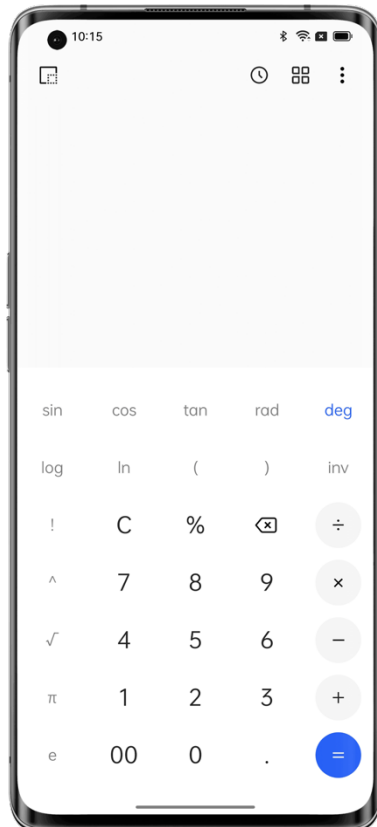 10:15
sin cos tan rad deg
log ln ( ) inv
! C % ÷
^ 7 8 9 ×
√ 4 5 6 −
π 1 2 3 +
e 00 0 . =